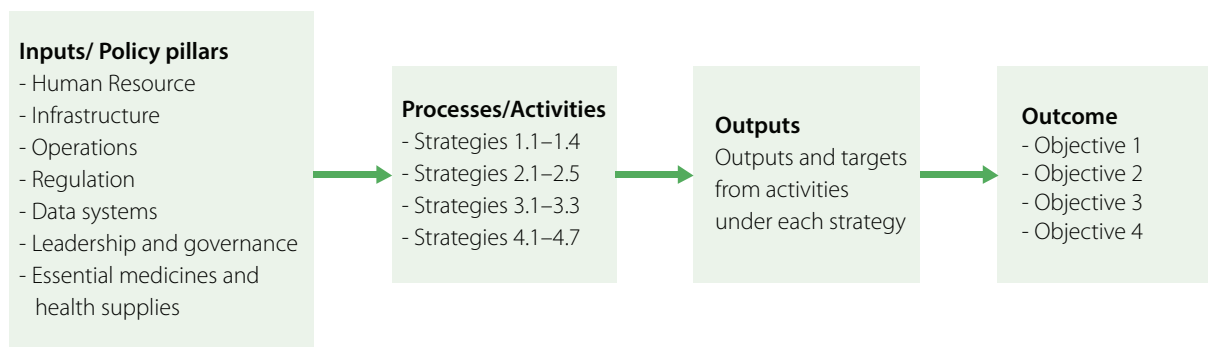 Inputs/ Policy pillars
- Human Resource
- Infrastructure
- Operations
- Regulation
- Data systems
- Leadership and governance
- Essential medicines and
health supplies
Processes/Activities
- Strategies 1.1–1.4
- Strategies 2.1–2.5
- Strategies 3.1–3.3
- Strategies 4.1–4.7
Outputs
Outputs and targets
from activities
under each strategy
Outcome
- Objective 1
- Objective 2
- Objective 3
- Objective 4